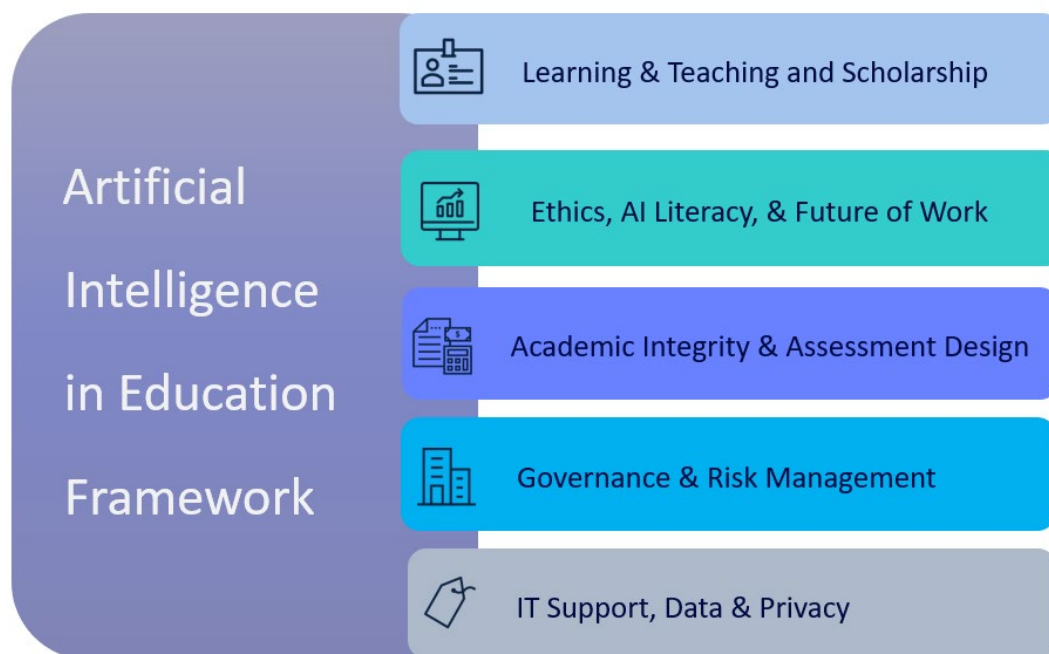 Artificial
Intelligence
in Education
Framework
Learning & Teaching and Scholarship
Ethics, AI Literacy, & Future of Work
Academic Integrity & Assessment Design
Governance & Risk Management
IT Support, Data & Privacy